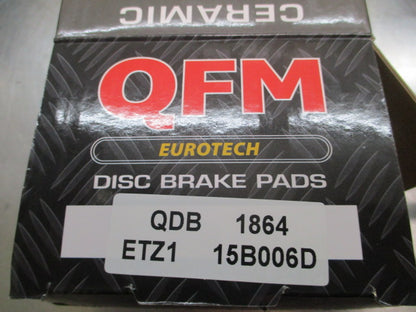 CERAMIC
QFM
EUROTECH
DISC BRAKE PADS
QDB 1864
ETZ1 15B006D